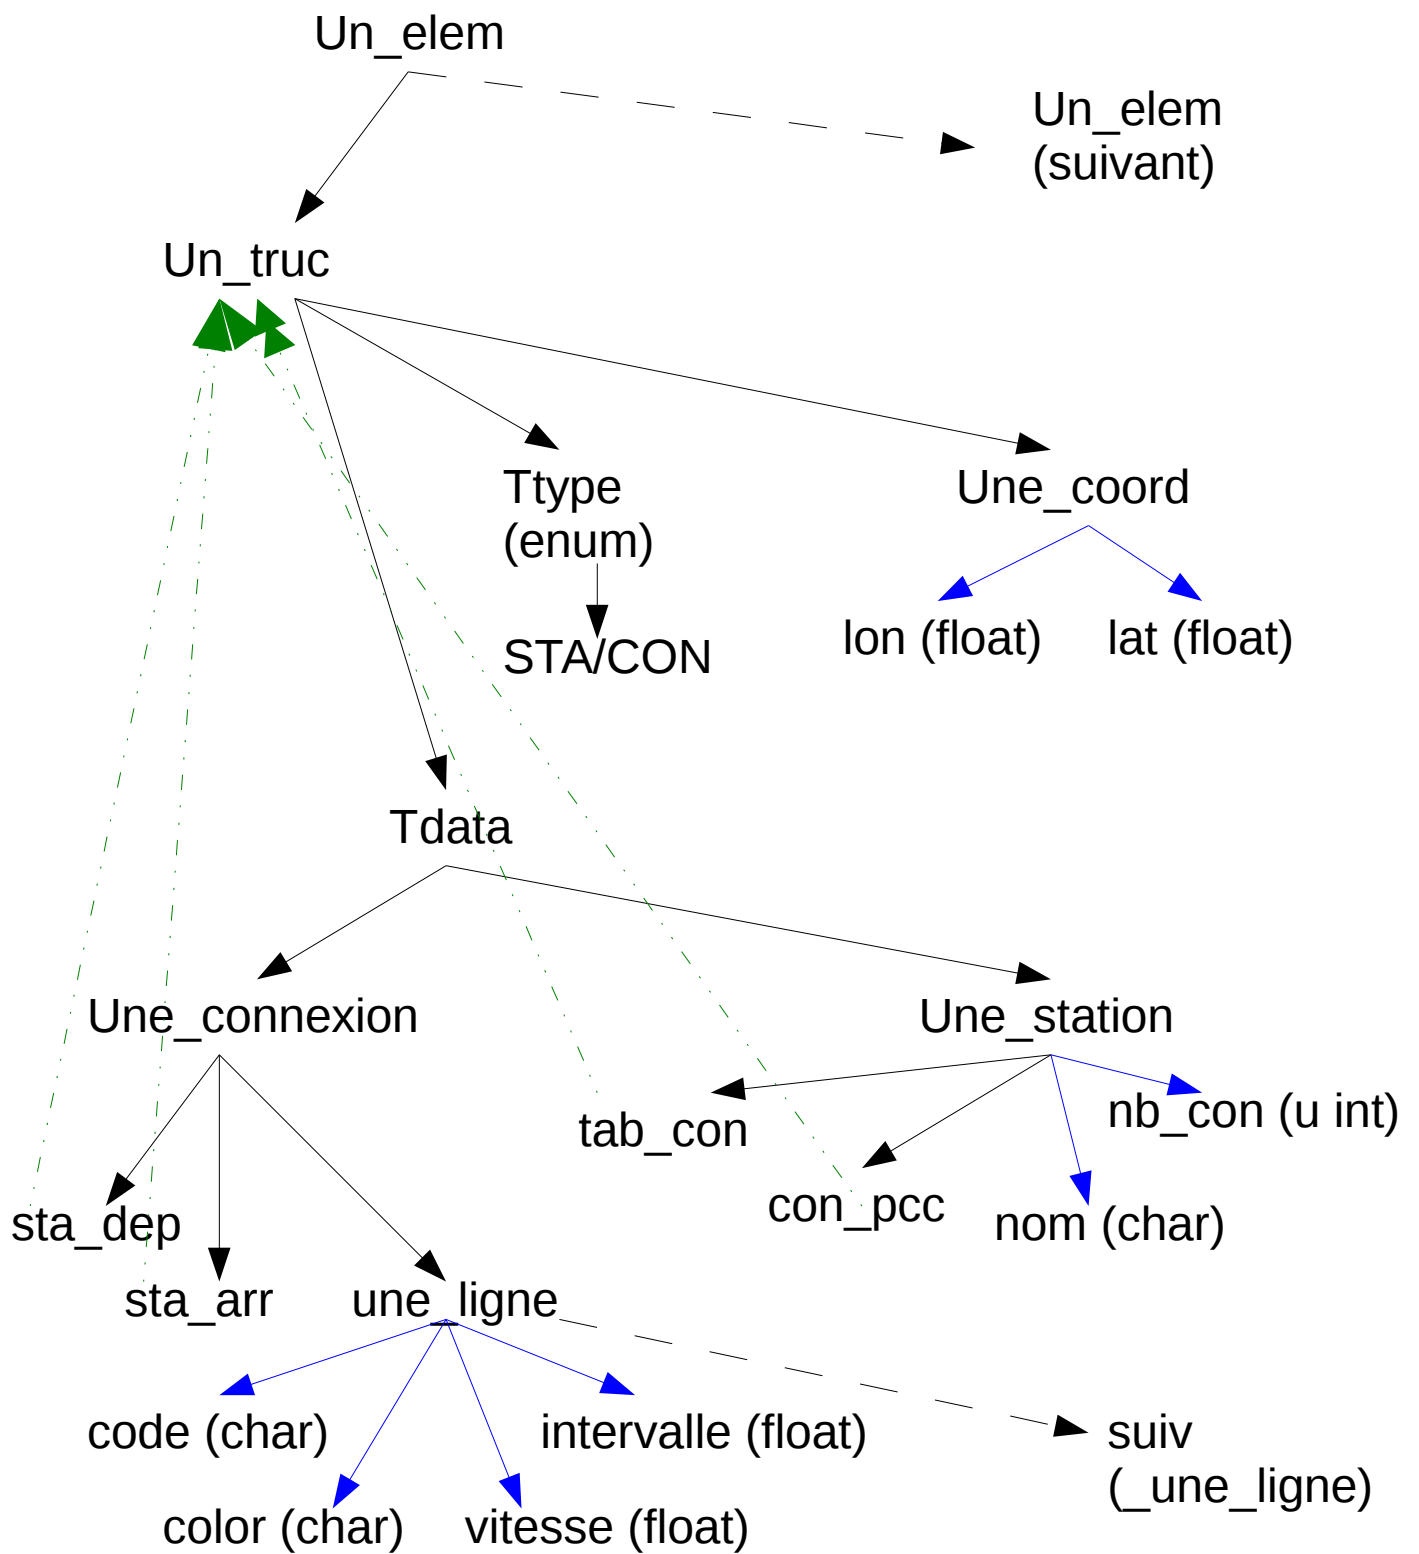 Un_elem
Un_elem
(suivant)
Un_truc
Ttype
(enum)
Une_coord
STA/CON
lon (float)
lat (float)
Tdata
Une_connexion
Une_station
tab_con
nb_con (u int)
con_pcc
nom (char)
sta_dep
sta_arr
une_ligne
code (char)
intervalle (float)
suiv
(_une_ligne)
color (char)
vitesse (float)